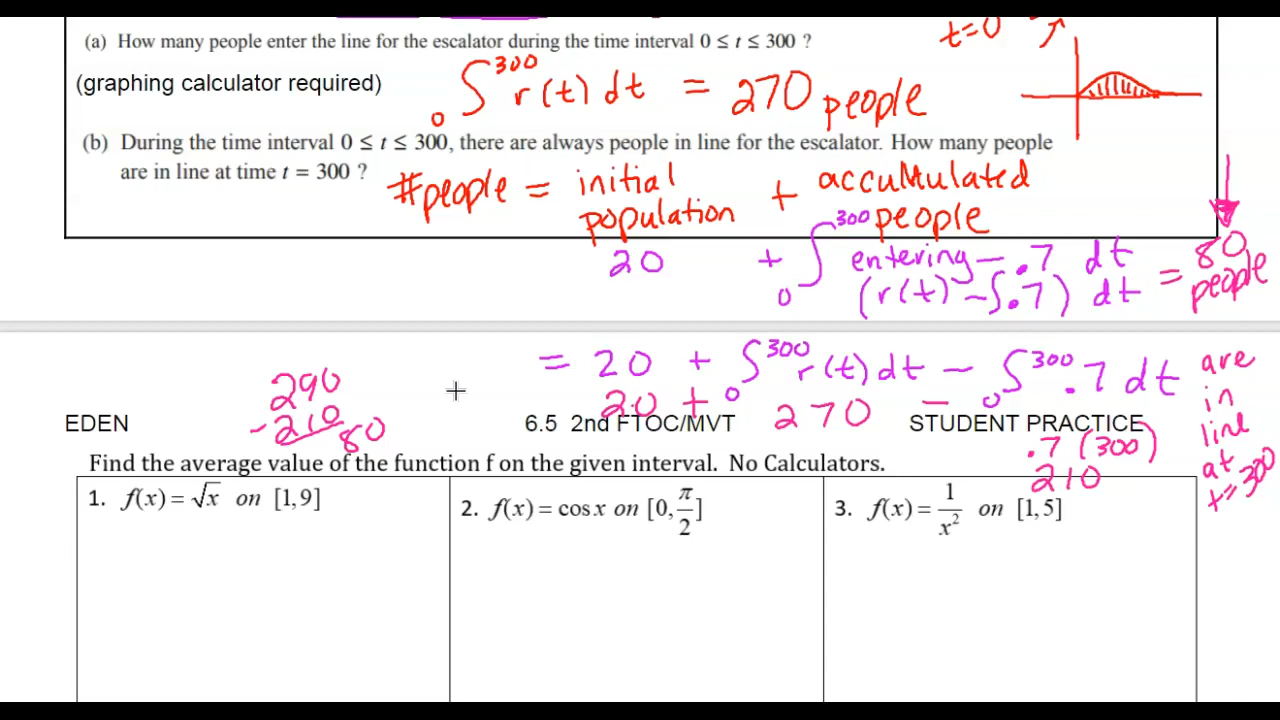 (a) How many people enter the line for the escalator during the time interval 0 ≤ t ≤ 300 ?
t=0
(graphing calculator required)
∫₀³⁰⁰ r(t) dt = 270 people
(b) During the time interval 0 ≤ t ≤ 300, there are always people in line for the escalator. How many people
are in line at time t = 300 ?
#people = initial population + accumulated people
20 + ∫₀³⁰⁰ entering - .7 dt
(r(t) - .7) dt = 80 people
= 20 + ∫₀³⁰⁰ r(t) dt - ∫₀³⁰⁰ .7 dt
are in line at t=300
20 + 270 -
.7 (300)
210
290
-210
80
EDEN 6.5 2nd FTOC/MVT STUDENT PRACTICE
Find the average value of the function f on the given interval. No Calculators.
1. f(x) = √x on [1,9]
2. f(x) = cos x on [0, π/2]
3. f(x) = 1/x² on [1,5]